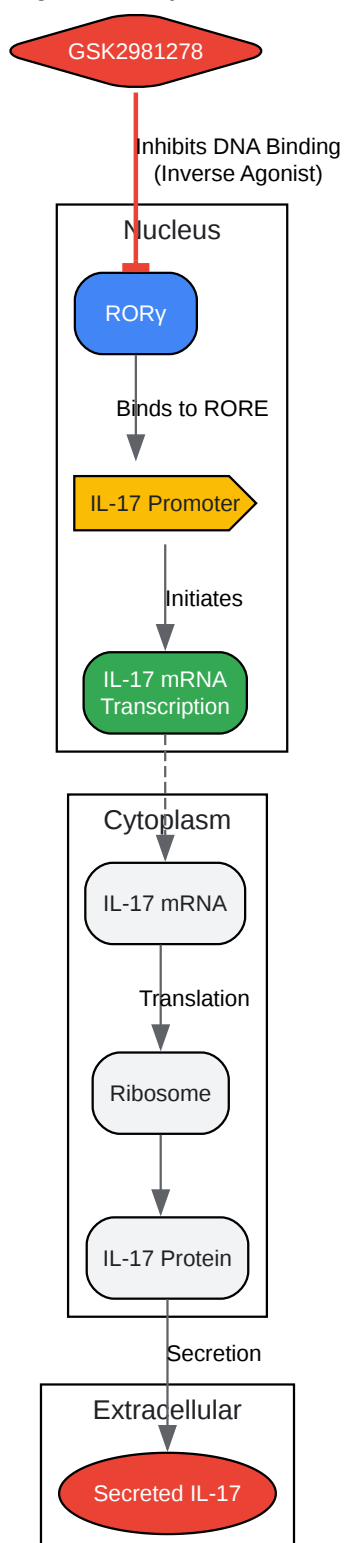 GSK2981278
Inhibits DNA Binding
(Inverse Agonist)
Nucleus
RORγ
Binds to RORE
IL-17 Promoter
Initiates
IL-17 mRNA
Transcription
Cytoplasm
IL-17 mRNA
Translation
Ribosome
IL-17 Protein
Secretion
Extracellular
Secreted IL-17